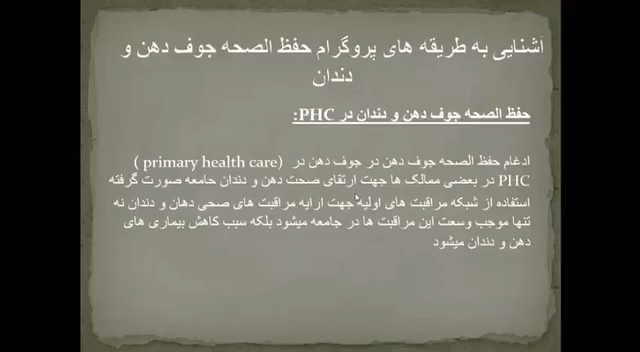 آشنایی به طریقه های پروگرام حفظ الصحه جوف دهن و
دندان
حفظ الصحه جوف دهن و دندان در PHC:
ادغام حفظ الصحه جوف دهن در جوف دهن در (primary health care )
PHC در بعضی ممالک ها جهت ارتقای صحت دهن و دندان جامعه صورت گرفته
استفاده از شبکه مراقبت های اولیه جهت ارایه مراقبت های صحی دهان و دندان نه
تنها موجب وسعت این مراقبت ها در جامعه میشود بلکه سبب کاهش بیماری های
دهن و دندان میشود